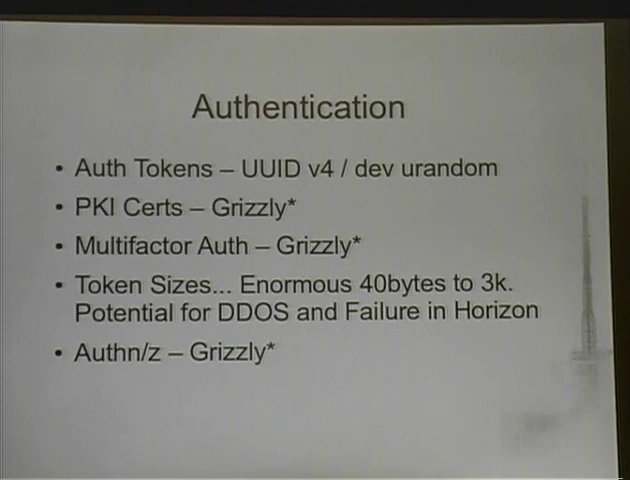 Authentication
• Auth Tokens – UUID v4 / dev urandom
• PKI Certs – Grizzly*
• Multifactor Auth – Grizzly*
• Token Sizes... Enormous 40bytes to 3k.
Potential for DDOS and Failure in Horizon
• Authn/z – Grizzly*